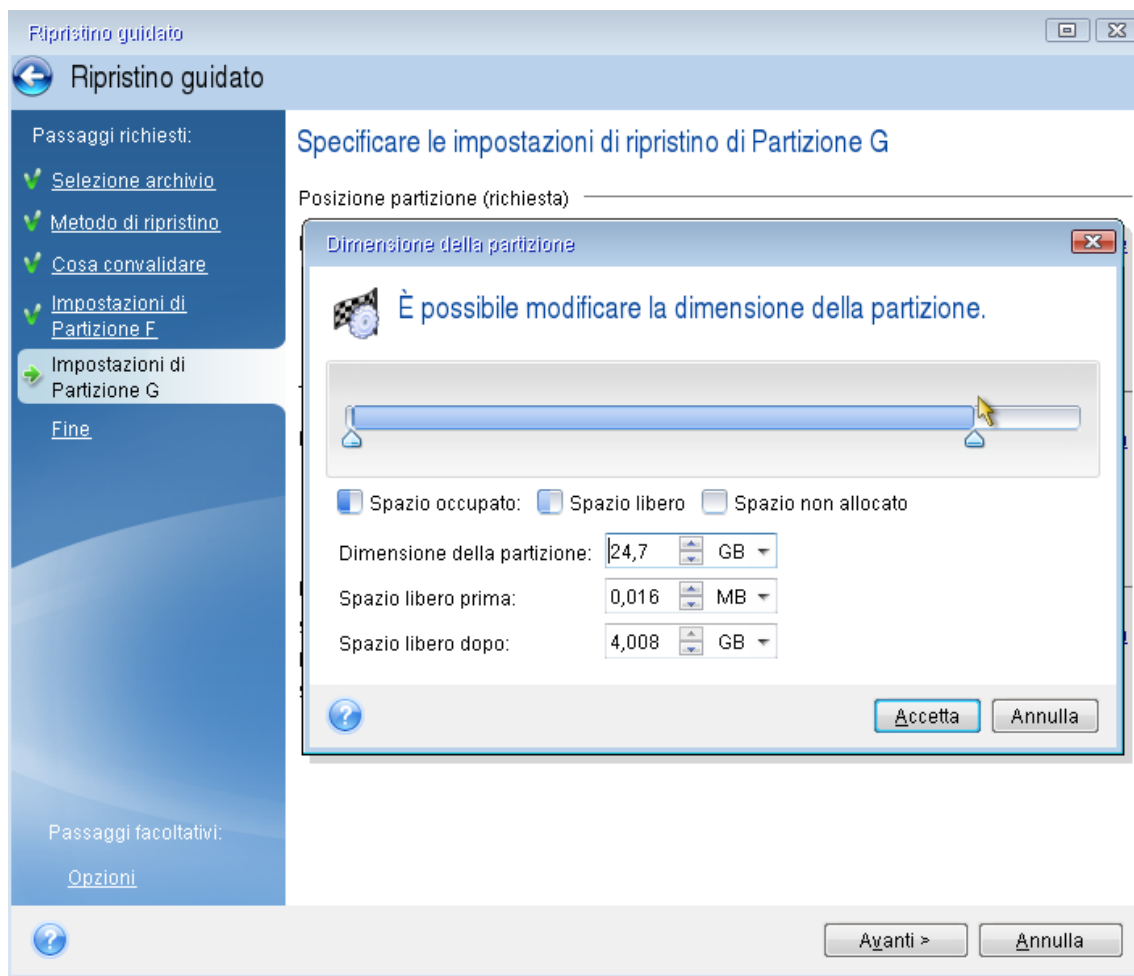 Ripristino guidato
Ripristino guidato
Passaggi richiesti:
Selezione archivio
Metodo di ripristino
Cosa convalidare
Impostazioni di
Partizione F
Impostazioni di
Partizione G
Fine
Specificare le impostazioni di ripristino di Partizione G
Posizione partizione (richiesta)
Dimensione della partizione
È possibile modificare la dimensione della partizione.
Spazio occupato: Spazio libero Spazio non allocato
Dimensione della partizione: 24,7 GB
Spazio libero prima: 0,016 MB
Spazio libero dopo: 4,008 GB
Accetta Annulla
Passaggi facoltativi:
Opzioni
Avanti > Annulla